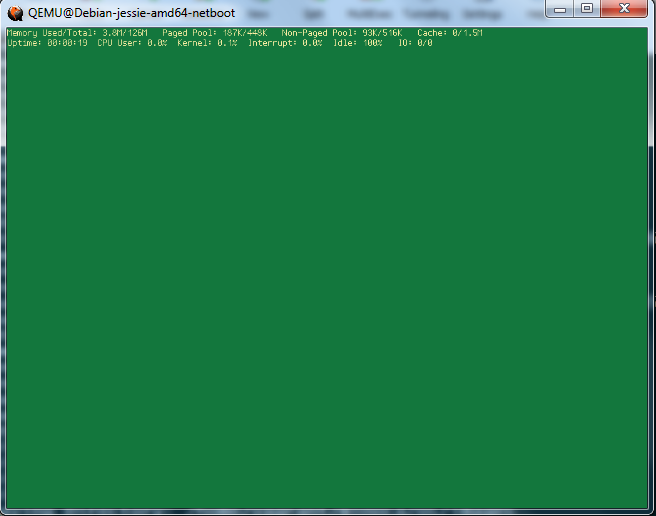 QEMU@Debian-jessie-amd64-netboot
Memory Used/Total: 3.8M/126M Paged Pool: 187K/448K Non-Paged Pool: 93K/516K Cache: 0/1.5M
Uptime: 00:00:19 CPU User: 0.0% Kernel: 0.1% Interrupt: 0.0% Idle: 100% IO: 0/0